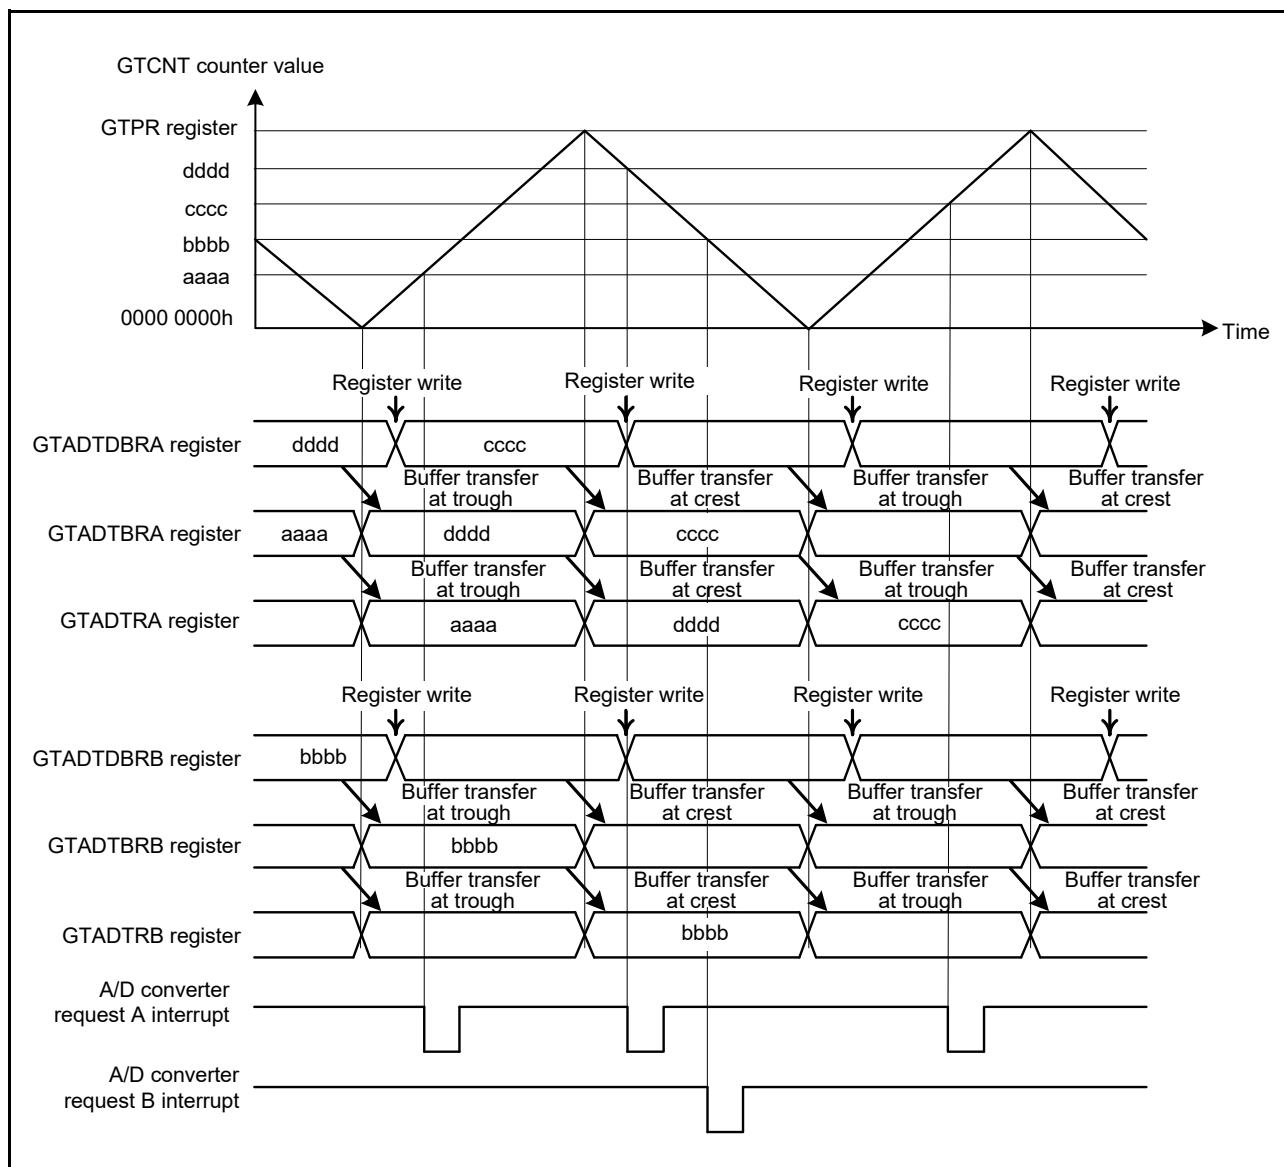 GTCNT counter value
GTPR register
dddd
cccc
bbbb
aaaa
0000 0000h
Time
Register write
Register write
Register write
Register write
GTADTDBRA register
dddd
cccc
Buffer transfer
at trough
Buffer transfer
at crest
Buffer transfer
at trough
Buffer transfer
at crest
GTADTBRA register
aaaa
dddd
cccc
Buffer transfer
at trough
Buffer transfer
at crest
Buffer transfer
at trough
Buffer transfer
at crest
GTADTRA register
aaaa
dddd
cccc
Register write
Register write
Register write
Register write
GTADTDBRB register
bbbb
Buffer transfer
at trough
Buffer transfer
at crest
Buffer transfer
at trough
Buffer transfer
at crest
GTADTBRB register
bbbb
Buffer transfer
at trough
Buffer transfer
at crest
Buffer transfer
at trough
Buffer transfer
at crest
GTADTRB register
bbbb
A/D converter
request A interrupt
A/D converter
request B interrupt